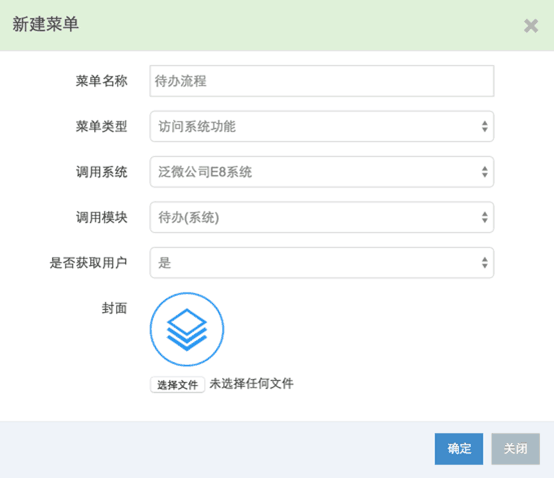 新建菜单
菜单名称 待办流程
菜单类型 访问系统功能
调用系统 泛微公司E8系统
调用模块 待办(系统)
是否获取用户 是
封面
选择文件 未选择任何文件
确定 关闭